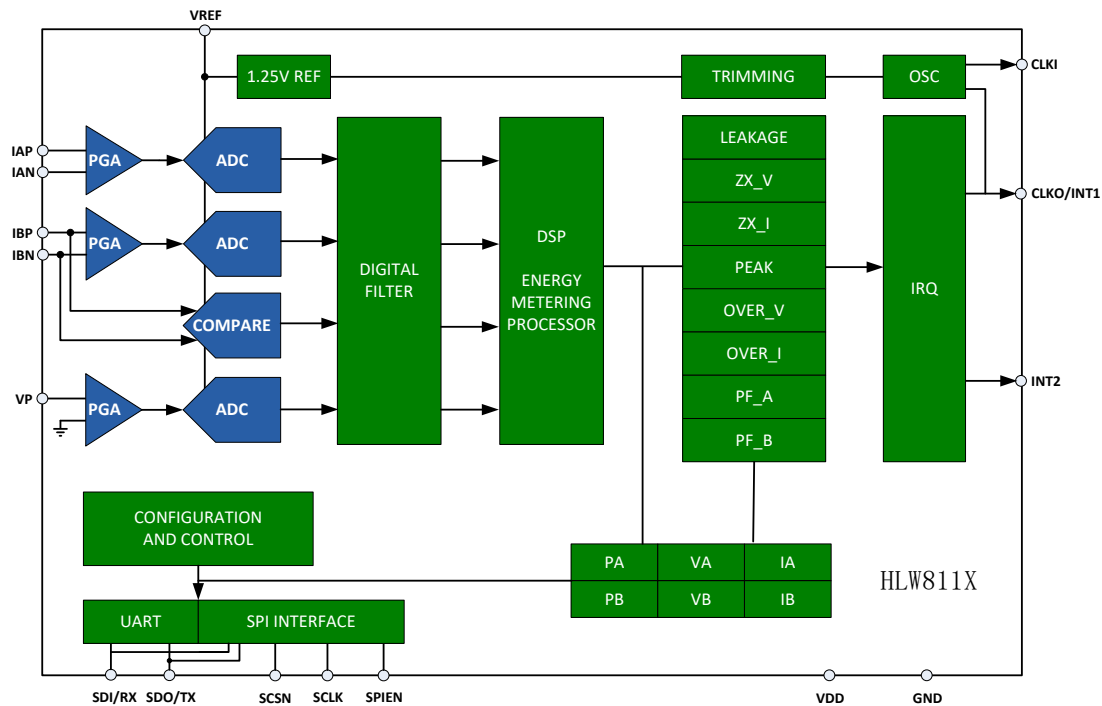 VREF
1.25V REF
TRIMMING
OSC
CLKI
IAP
IAN
PGA
ADC
LEAKAGE
ZX_V
CLKO/INT1
IBP
IBN
PGA
ADC
ZX_I
DIGITAL
FILTER
DSP
ENERGY
METERING
PROCESSOR
PEAK
IRQ
COMPARE
OVER_V
OVER_I
INT2
VP
PGA
ADC
PF_A
PF_B
CONFIGURATION
AND CONTROL
PA
VA
IA
PB
VB
IB
HLW811X
UART
SPI INTERFACE
SDI/RX
SDO/TX
SCSN
SCLK
SPIEN
VDD
GND